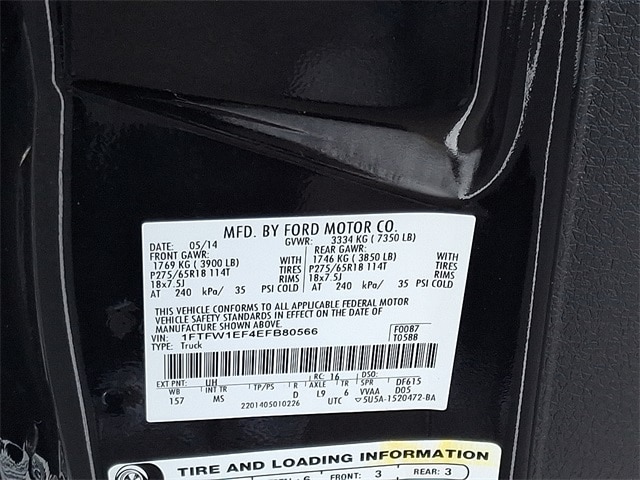 MFD. BY FORD MOTOR CO.
DATE: 05/14 GVWR: 3334 KG ( 7350 LB)
FRONT GAWR: REAR GAWR:
1769 KG ( 3900 LB) WITH 1746 KG ( 3850 LB) WITH
P275/65R18 114T TIRES P275/65R18 114T TIRES
18x7.5J RIMS 18x7.5J RIMS
AT 240 kPa/ 35 PSI COLD AT 240 kPa/ 35 PSI COLD
THIS VEHICLE CONFORMS TO ALL APPLICABLE FEDERAL MOTOR
VEHICLE SAFETY STANDARDS IN EFFECT ON THE DATE OF
MANUFACTURE SHOWN ABOVE.
VIN: 1FTFW1EF4EFB80566 F0087
TYPE: Truck T0588
EXT PNT: UH RC: 16 DSO:
WB INT TR TP/PS R AXLE TR SPR DF615
157 MS D L9 6 VVAA D05
2201405010226 UTC 5U5A-1520472-BA
TIRE AND LOADING INFORMATION
6 FRONT: 3 REAR: 3